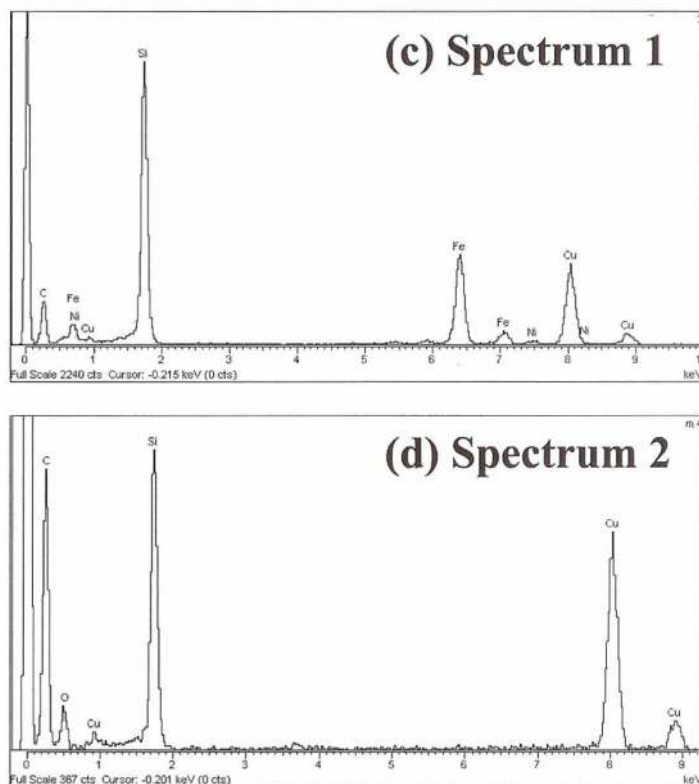 (c) Spectrum 1
Si
C
Fe
Ni
Cu
Fe
Fe
Ni
Cu
Ni
Cu
0 1 2 3 4 5 6 7 8 9
Full Scale 2240 cts Cursor: -0.215 keV (0 cts) keV
(d) Spectrum 2
C
Si
O
Cu
Cu
Cu
0 1 2 3 4 5 6 7 8 9
Full Scale 367 cts Cursor: -0.201 keV (0 cts) keV